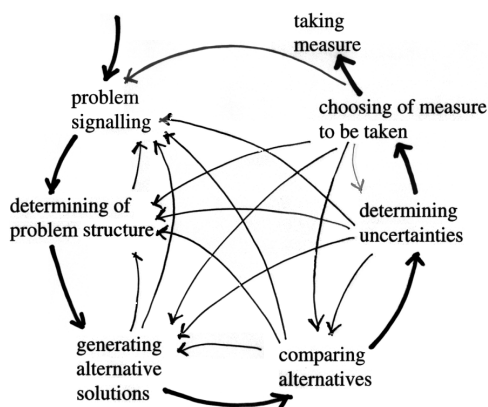 taking
measure
problem
signalling
choosing of measure
to be taken
determining of
problem structure
determining
uncertainties
generating
alternative
solutions
comparing
alternatives